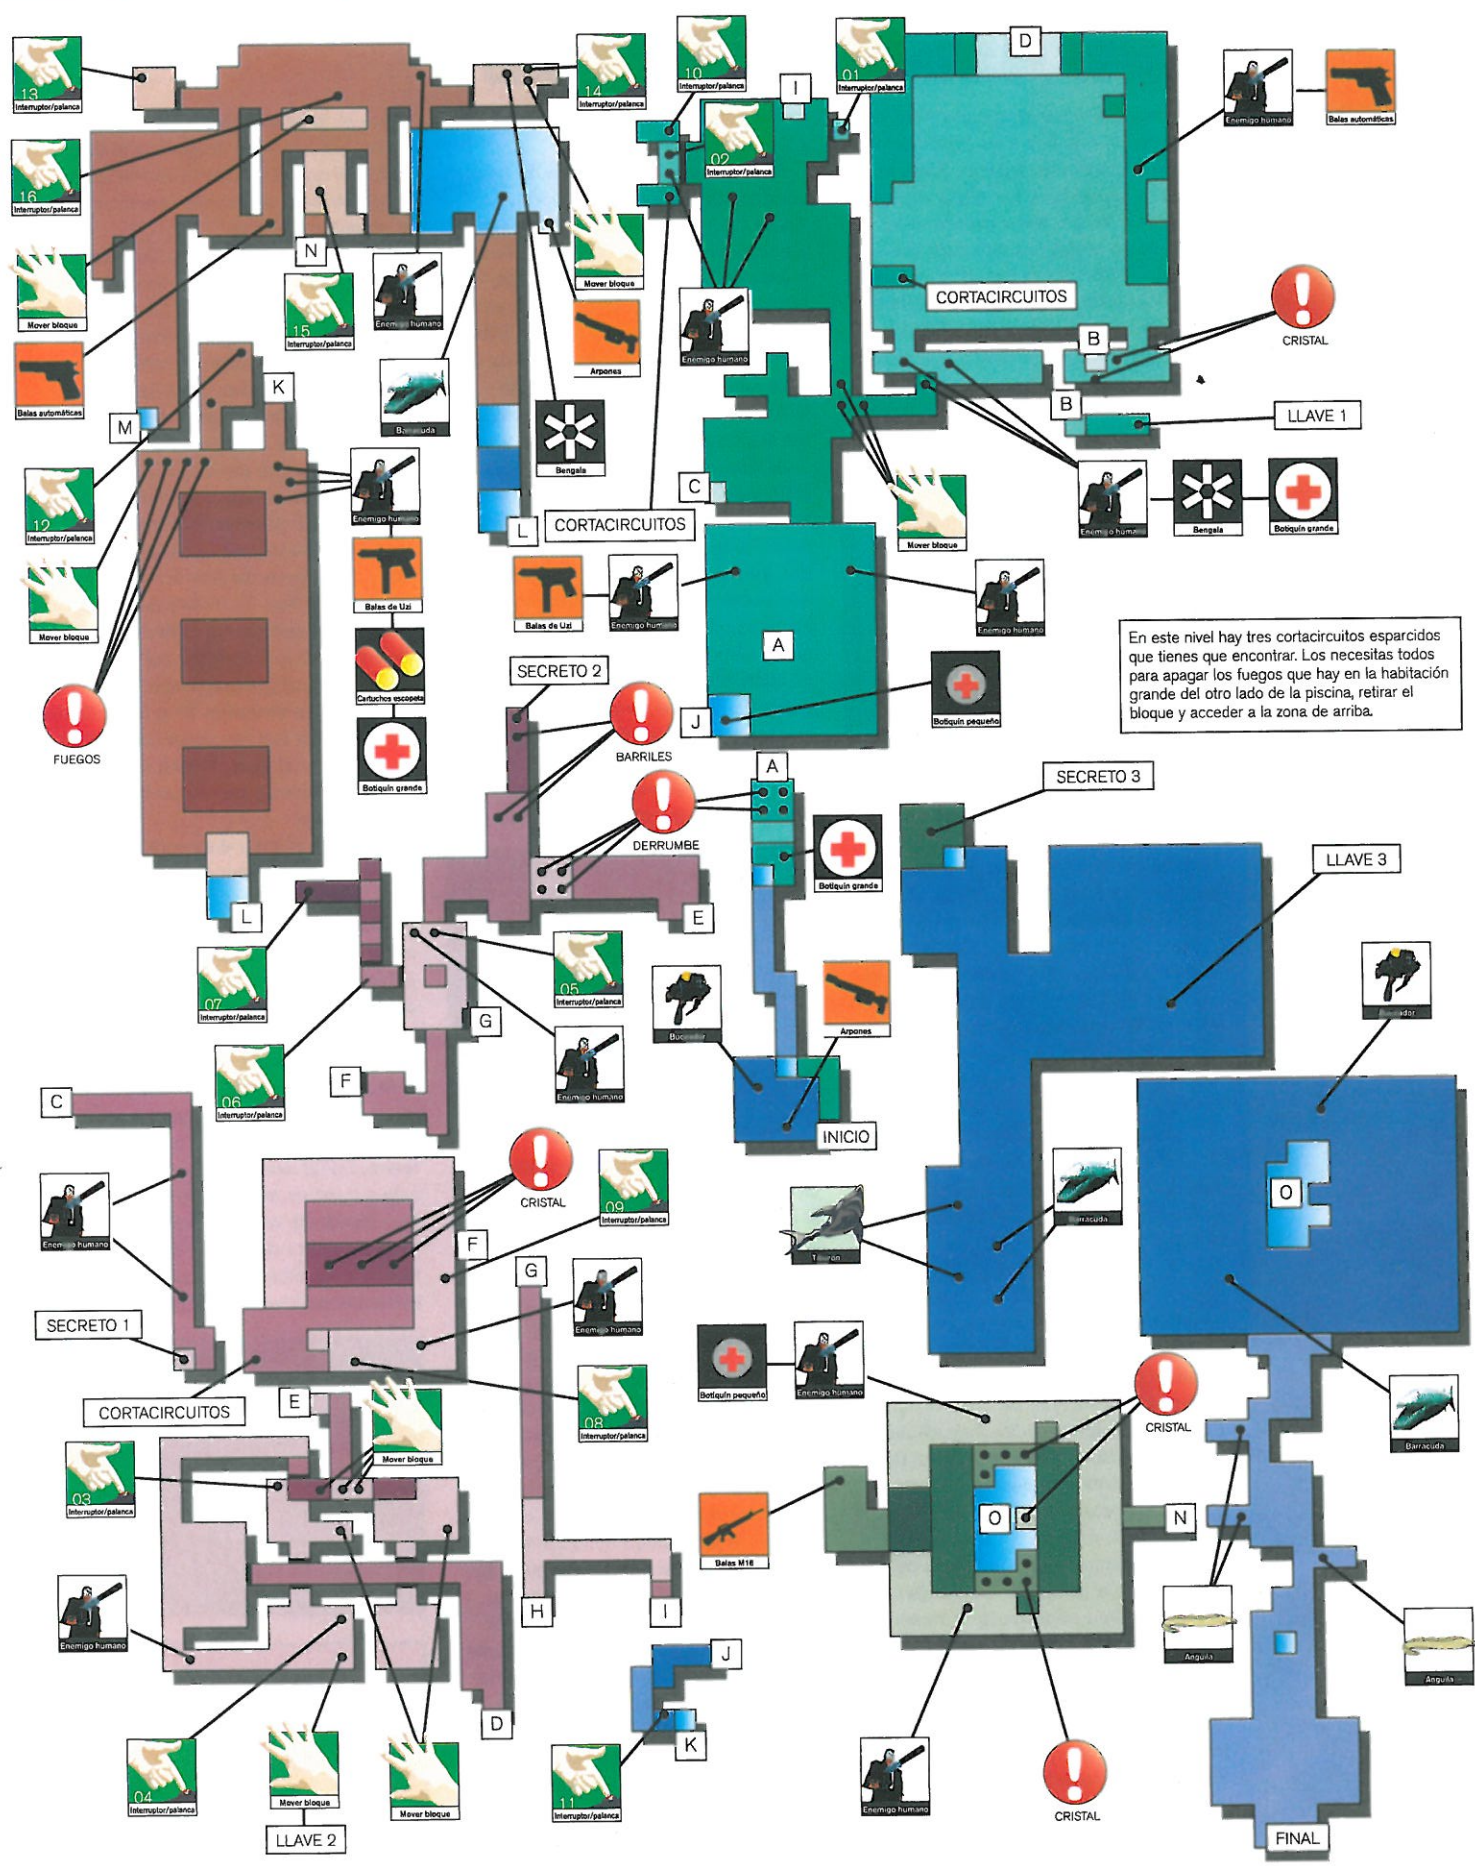 13
Interruptor/palanca
14
Interruptor/palanca
10
Interruptor/palanca
01
Interruptor/palanca
I
D
Enemigo humano
Balas automáticas
02
Interruptor/palanca
16
Interruptor/palanca
N
Mover bloque
15
Interruptor/palanca
Enemigo humano
Mover bloque
Arpones
Enemigo humano
CORTACIRCUITOS
CRISTAL
B
B
LLAVE 1
Balas automáticas
K
M
Barracuda
Bengala
C
12
Interruptor/palanca
Enemigo humano
L
CORTACIRCUITOS
Mover bloque
Enemigo humano
Bengala
Botiquín grande
Mover bloque
Balas de Uzi
Balas de Uzi
Enemigo humano
Enemigo humano
A
En este nivel hay tres cortacircuitos esparcidos
que tienes que encontrar. Los necesitas todos
para apagar los fuegos que hay en la habitación
grande del otro lado de la piscina, retirar el
bloque y acceder a la zona de arriba.
Cartuchos escopeta
SECRETO 2
J
Botiquín pequeño
FUEGOS
Botiquín grande
BARRILES
A
SECRETO 3
DERRUMBE
Botiquín grande
LLAVE 3
L
E
07
Interruptor/palanca
05
Interruptor/palanca
G
Arpones
06
Interruptor/palanca
F
Enemigo humano
C
INICIO
O
CRISTAL
09
Interruptor/palanca
Enemigo humano
F
G
Tiburón
Barracuda
SECRETO 1
Enemigo humano
Botiquín pequeño
Enemigo humano
CRISTAL
CORTACIRCUITOS
E
08
Interruptor/palanca
Barracuda
Mover bloque
03
Interruptor/palanca
O
N
Balas M16
Enemigo humano
H
I
Anguila
Anguila
J
D
K
04
Interruptor/palanca
Mover bloque
Mover bloque
11
Interruptor/palanca
Enemigo humano
CRISTAL
LLAVE 2
FINAL